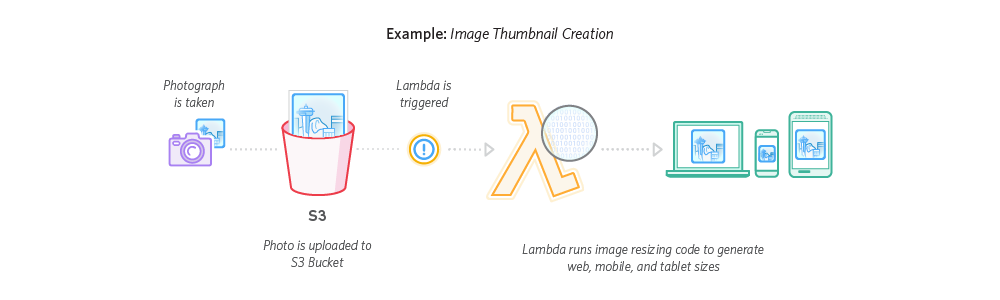 Example: Image Thumbnail Creation
Photograph
is taken
Lambda is
triggered
S3
Photo is uploaded to
S3 Bucket
Lambda runs image resizing code to generate
web, mobile, and tablet sizes